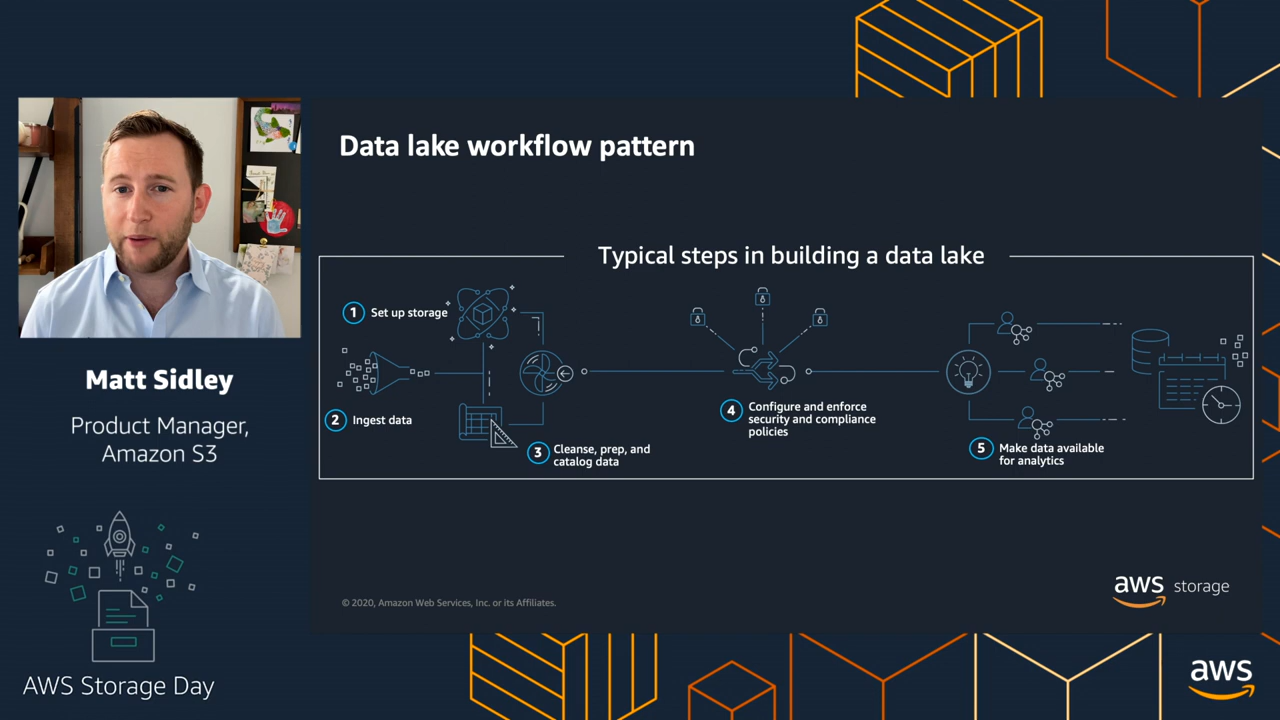 Data lake workflow pattern
Typical steps in building a data lake
1 Set up storage
2 Ingest data
3 Cleanse, prep, and
catalog data
4 Configure and enforce
security and compliance
policies
5 Make data available
for analytics
© 2020, Amazon Web Services, Inc. or its Affiliates.
aws storage
Matt Sidley
Product Manager,
Amazon S3
AWS Storage Day
aws